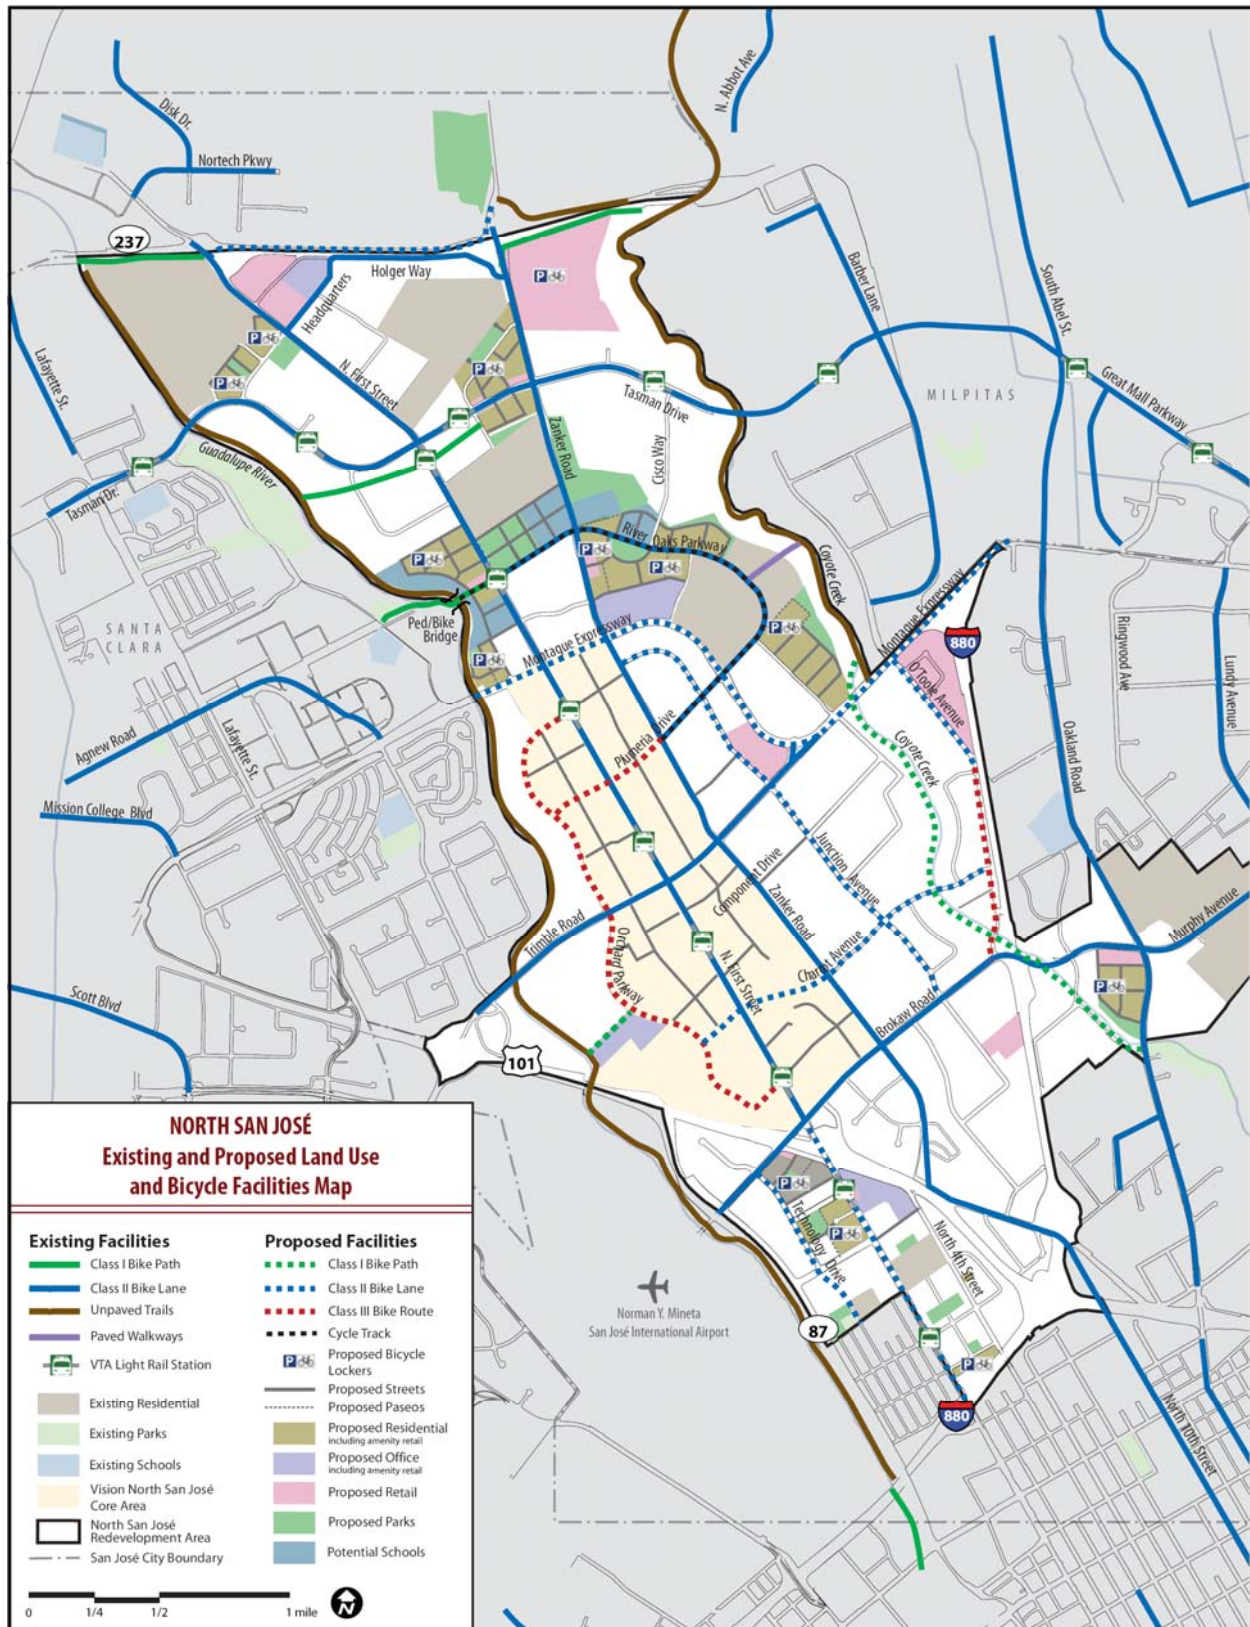 N. Abbot Ave
Disk Dr.
Nortech Pkwy
237
Holger Way
Headquarters
Barber Lane
South Abel St.
Lafayette St.
N. First Street
P
P
P
P
Tasman Drive
Great Mall Parkway
MILPITAS
Zanker Road
Cisco Way
Guadalupe River
Tasman Dr.
River Oaks Parkway
P
P
P
Coyote Creek
Montague Expressway
880
Ped/Bike
Bridge
SANTA
CLARA
Montague Expressway
P
P
O'Toole Avenue
Ringwood Ave
Lundy Avenue
Lafayette St.
Agnew Road
Plumeria Drive
Coyote Creek
Oakland Road
Mission College Blvd
Junction Avenue
Component Drive
Zanker Road
Trimble Road
Orchard Parkway
N. First Street
Charcot Avenue
Murphy Avenue
Brokaw Road
P
Scott Blvd
101
P
Technology Drive
P
North 4th Street
Norman Y. Mineta
San José International Airport
87
P
880
North 10th Street
NORTH SAN JOSÉ
Existing and Proposed Land Use
and Bicycle Facilities Map
Existing Facilities
Class I Bike Path
Class II Bike Lane
Unpaved Trails
Paved Walkways
VTA Light Rail Station
Existing Residential
Existing Parks
Existing Schools
Vision North San José
Core Area
North San José
Redevelopment Area
San José City Boundary
Proposed Facilities
Class I Bike Path
Class II Bike Lane
Class III Bike Route
Cycle Track
P
Proposed Bicycle
Lockers
Proposed Streets
Proposed Paseos
Proposed Residential
including amenity retail
Proposed Office
including amenity retail
Proposed Retail
Proposed Parks
Potential Schools
0 1/4 1/2 1 mile
N